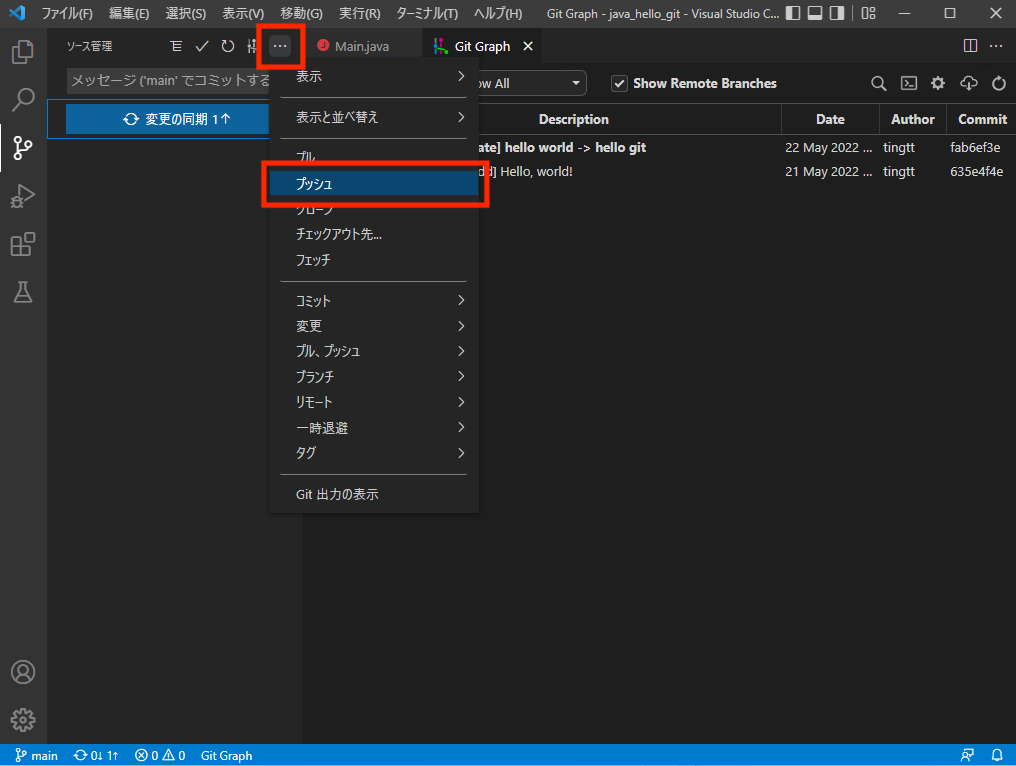 ファイル(F) 編集(E) 選択(S) 表示(V) 移動(G) 実行(R) ターミナル(T) ヘルプ(H) Git Graph - java_hello_git - Visual Studio C...
ソース管理
Main.java
Git Graph
メッセージ ('main' でコミットする
変更の同期 1↑
表示
表示と並べ替え
プル
プッシュ
クローン
チェックアウト先...
フェッチ
コミット
変更
プル、プッシュ
ブランチ
リモート
一時退避
タグ
Git 出力の表示
All
Show Remote Branches
Description Date Author Commit
hello world -> hello git 22 May 2022 ... tingtt fab6ef3e
Hello, world! 21 May 2022 ... tingtt 635e4f4e
main 0↓ 1↑ 0 0 Git Graph